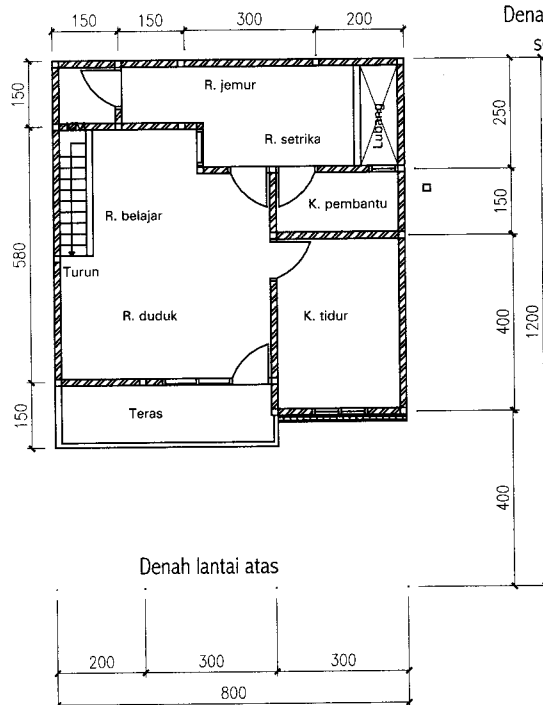 Dena
s
150 150 300 200
R. jemur
150
Lubang
250
R. setrika
K. pembantu
150
R. belajar
580
Turun
R. duduk
K. tidur
400
1200
150
Teras
400
Denah lantai atas
200 300 300
800